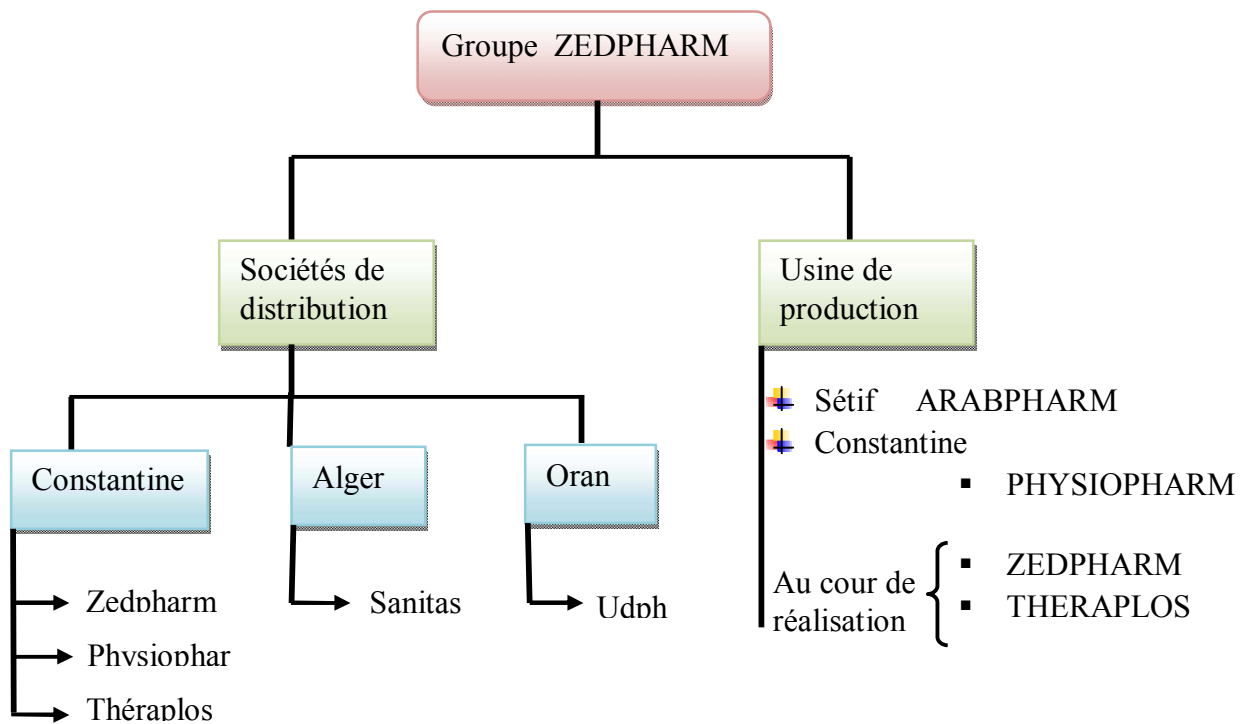 Groupe ZEDPHARM
Sociétés de
distribution
Usine de
production
Constantine
Alger
Oran
Zedpharm
Physiophar
Théraplos
Sanitas
Udph
Sétif ARABPHARM
Constantine
PHYSIOPHARM
Au cour de
réalisation
ZEDPHARM
THERAPLOS